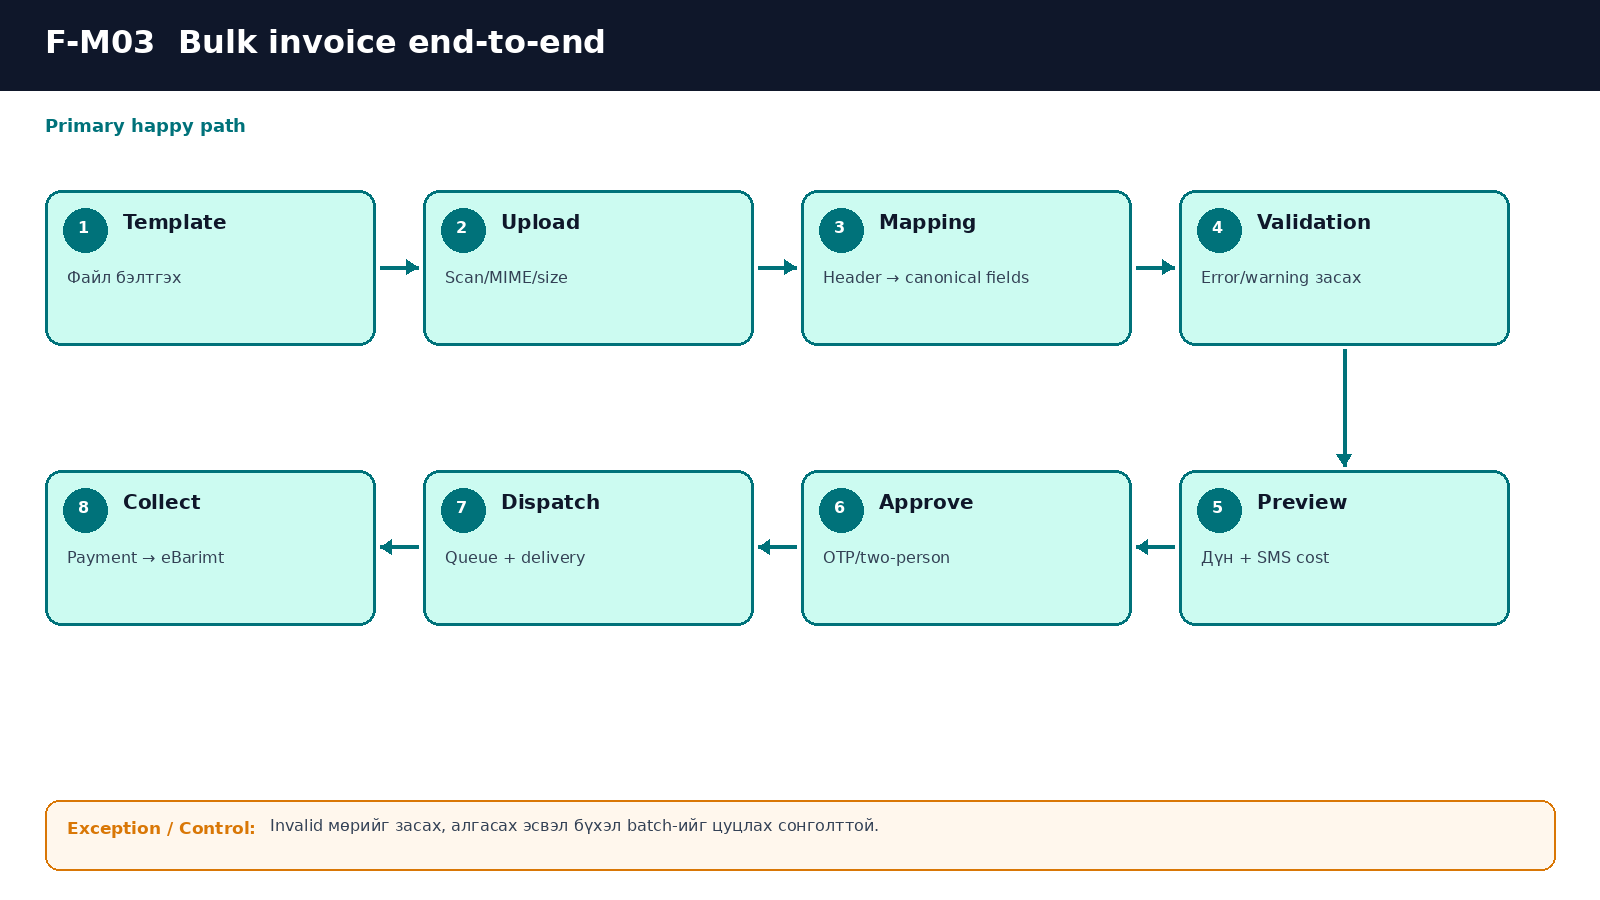 F-M03  Bulk invoice end-to-end
Primary happy path
1 Template
Файл бэлтгэх
2 Upload
Scan/MIME/size
3 Mapping
Header → canonical fields
4 Validation
Error/warning засах
5 Preview
Дүн + SMS cost
6 Approve
OTP/two-person
7 Dispatch
Queue + delivery
8 Collect
Payment → eBarimt
Exception / Control: Invalid мөрийг засах, алгасах эсвэл бүхэл batch-ийг цуцлах сонголттой.